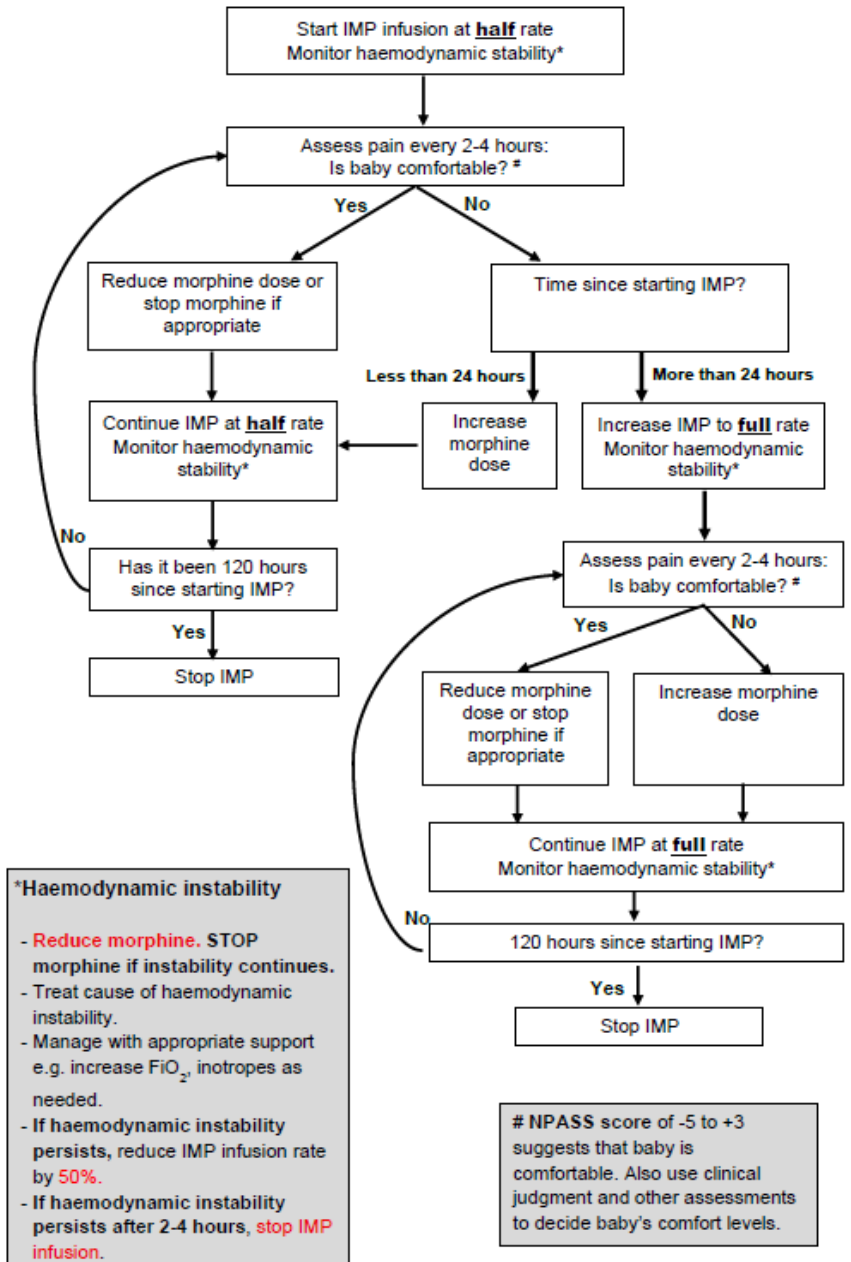 Start IMP infusion at half rate
Monitor haemodynamic stability*
Assess pain every 2-4 hours:
Is baby comfortable? #
Yes
No
Reduce morphine dose or
stop morphine if
appropriate
Time since starting IMP?
Less than 24 hours
More than 24 hours
Continue IMP at half rate
Monitor haemodynamic
stability*
Increase
morphine
dose
Increase IMP to full rate
Monitor haemodynamic
stability*
No
Has it been 120 hours
since starting IMP?
Yes
Stop IMP
Assess pain every 2-4 hours:
Is baby comfortable? #
Yes
No
Reduce morphine
dose or stop
morphine if
appropriate
Increase morphine
dose
Continue IMP at full rate
Monitor haemodynamic stability*
No
120 hours since starting IMP?
Yes
Stop IMP
*Haemodynamic instability
- Reduce morphine. STOP
morphine if instability continues.
- Treat cause of haemodynamic
instability.
- Manage with appropriate support
e.g. increase FiO2, inotropes as
needed.
- If haemodynamic instability
persists, reduce IMP infusion rate
by 50%.
- If haemodynamic instability
persists after 2-4 hours, stop IMP
infusion.
# NPASS score of -5 to +3
suggests that baby is
comfortable. Also use clinical
judgment and other assessments
to decide baby's comfort levels.